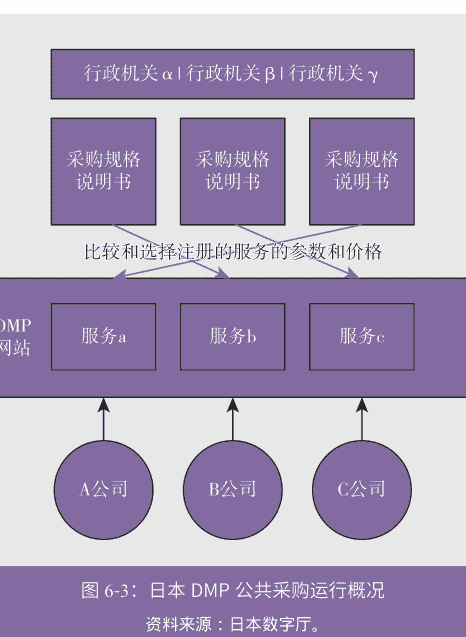 行政机关 α | 行政机关 β | 行政机关 γ
采购规格
说明书
采购规格
说明书
采购规格
说明书
比较和选择注册的服务的参数和价格
DMP
网站
服务a
服务b
服务c
A公司
B公司
C公司
图 6-3：日本 DMP 公共采购运行概况
资料来源：日本数字厅。